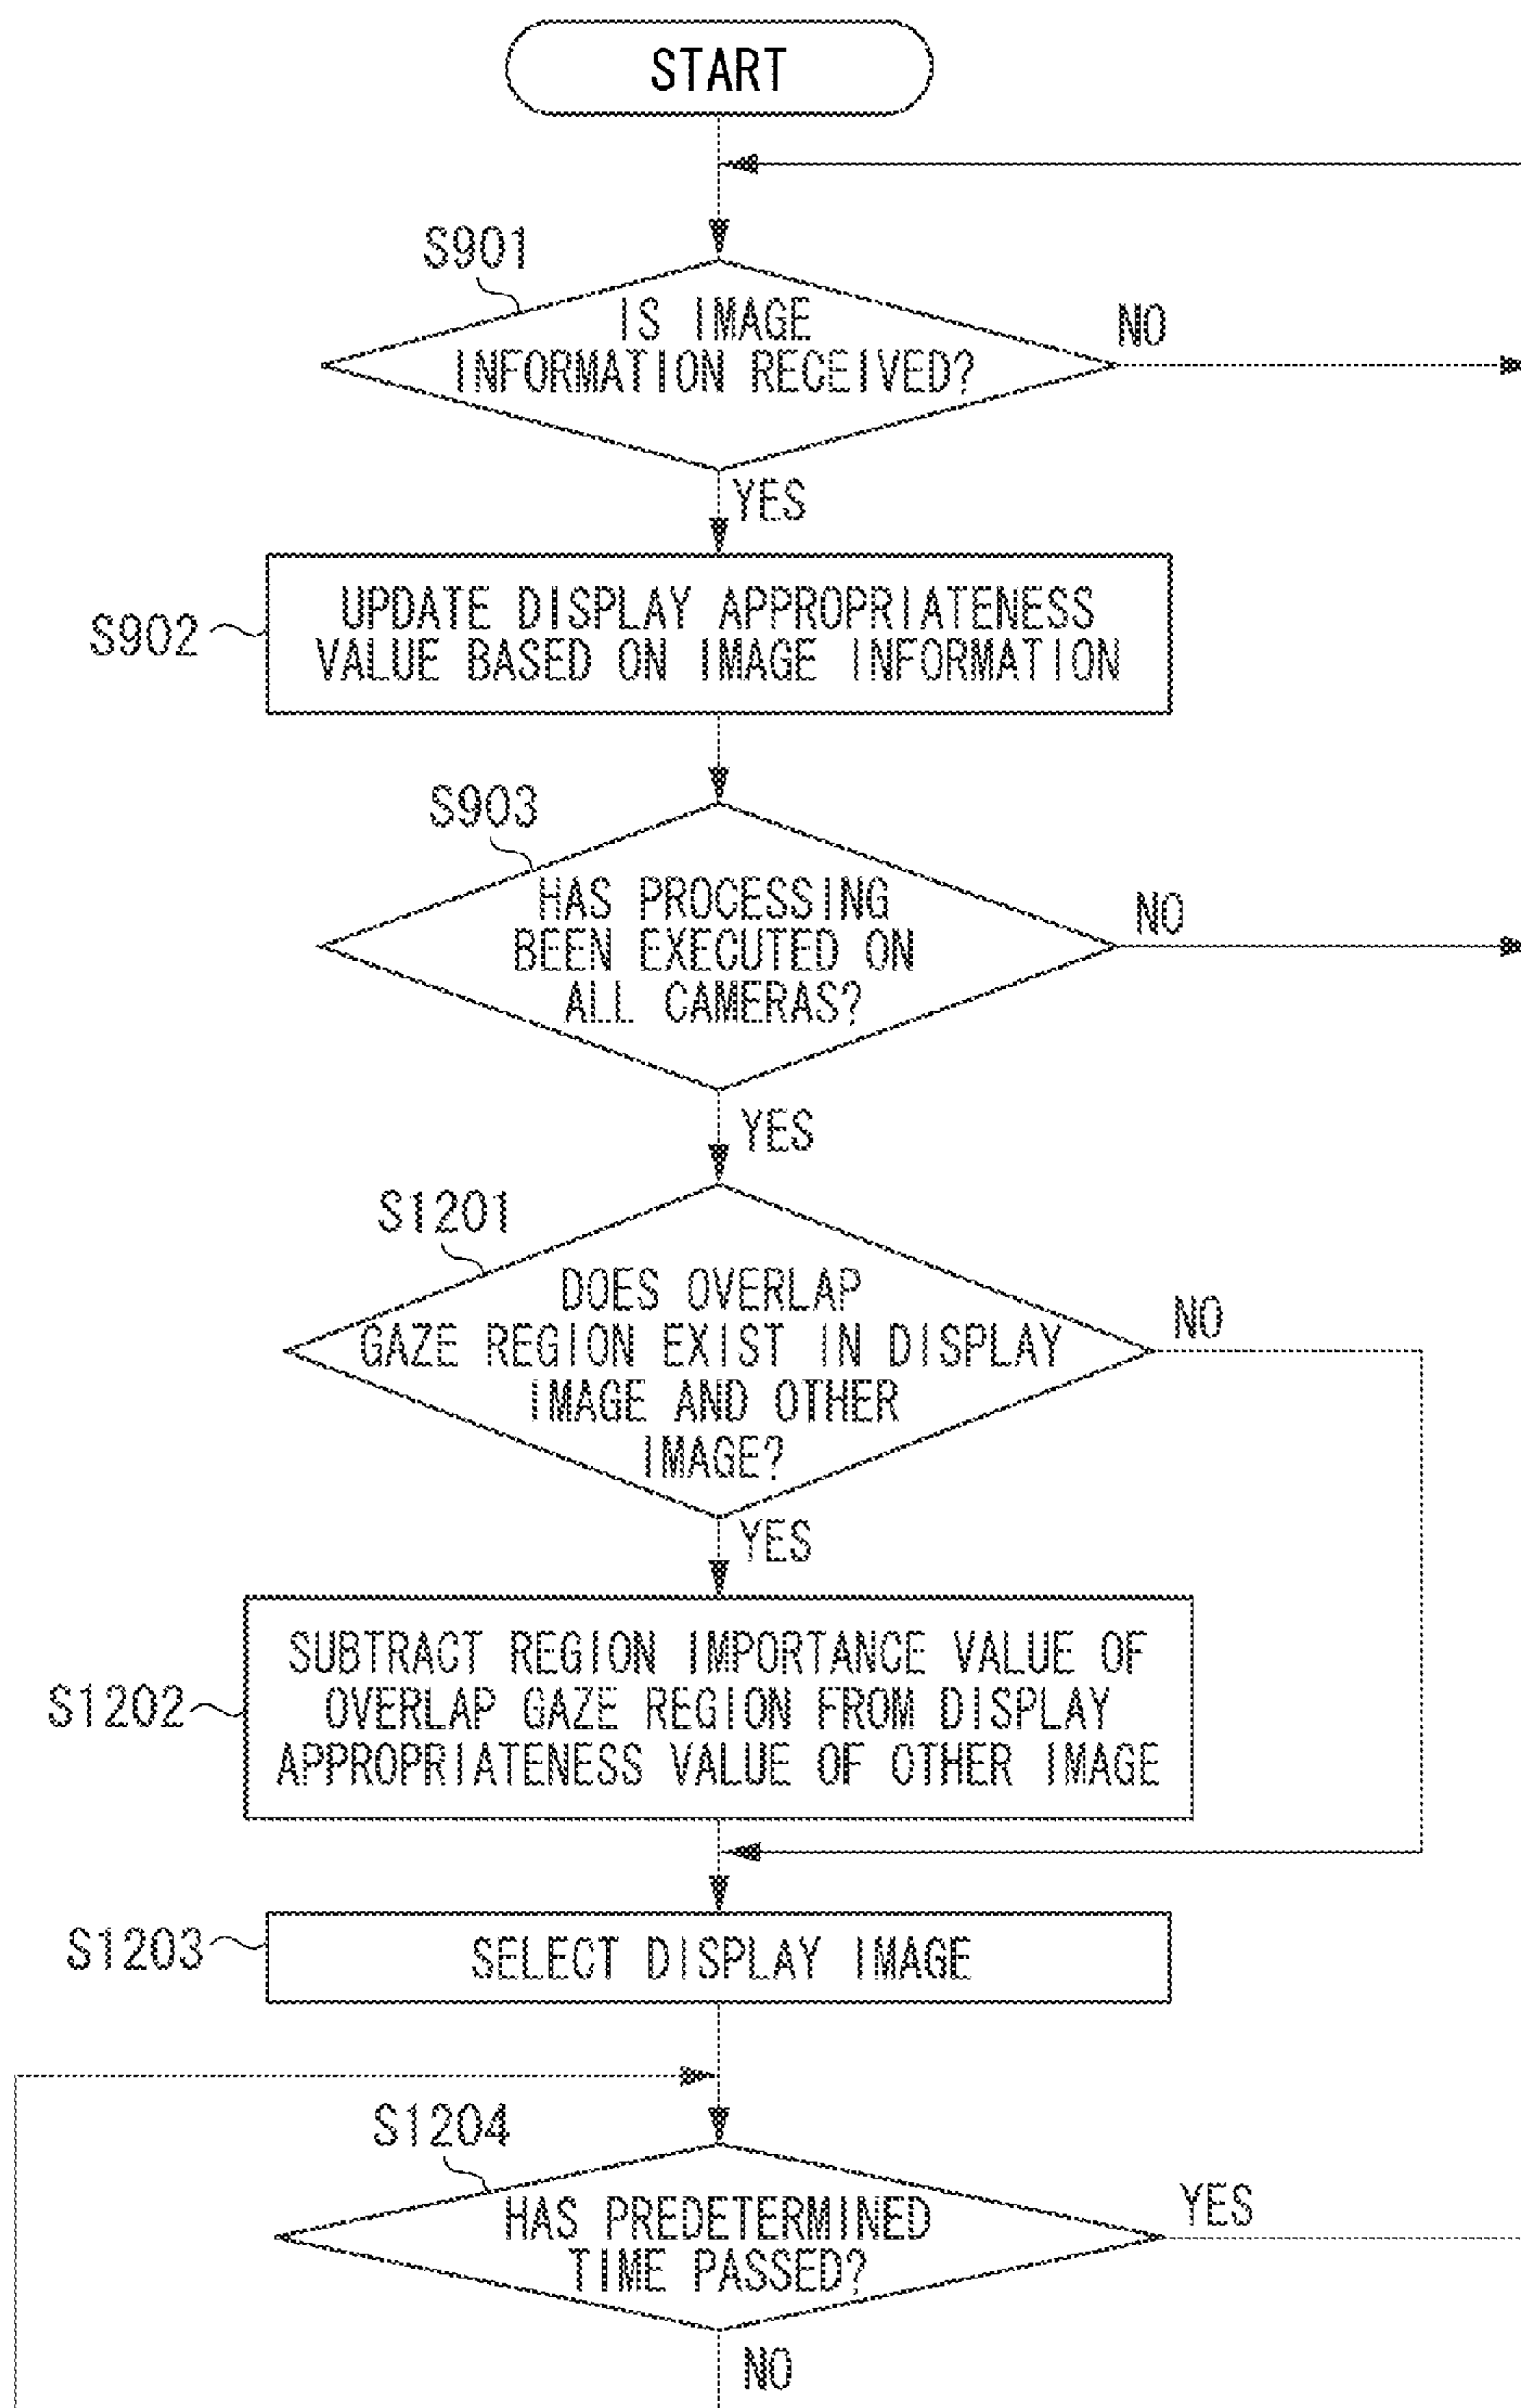 START
S901
IS IMAGE
INFORMATION RECEIVED?
NO
YES
S902
UPDATE DISPLAY APPROPRIATENESS
VALUE BASED ON IMAGE INFORMATION
S903
HAS PROCESSING
BEEN EXECUTED ON
ALL CAMERAS?
NO
YES
S1201
DOES OVERLAP
GAZE REGION EXIST IN DISPLAY
IMAGE AND OTHER
IMAGE?
NO
YES
S1202
SUBTRACT REGION IMPORTANCE VALUE OF
OVERLAP GAZE REGION FROM DISPLAY
APPROPRIATENESS VALUE OF OTHER IMAGE
S1203
SELECT DISPLAY IMAGE
S1204
HAS PREDETERMINED
TIME PASSED?
YES
NO